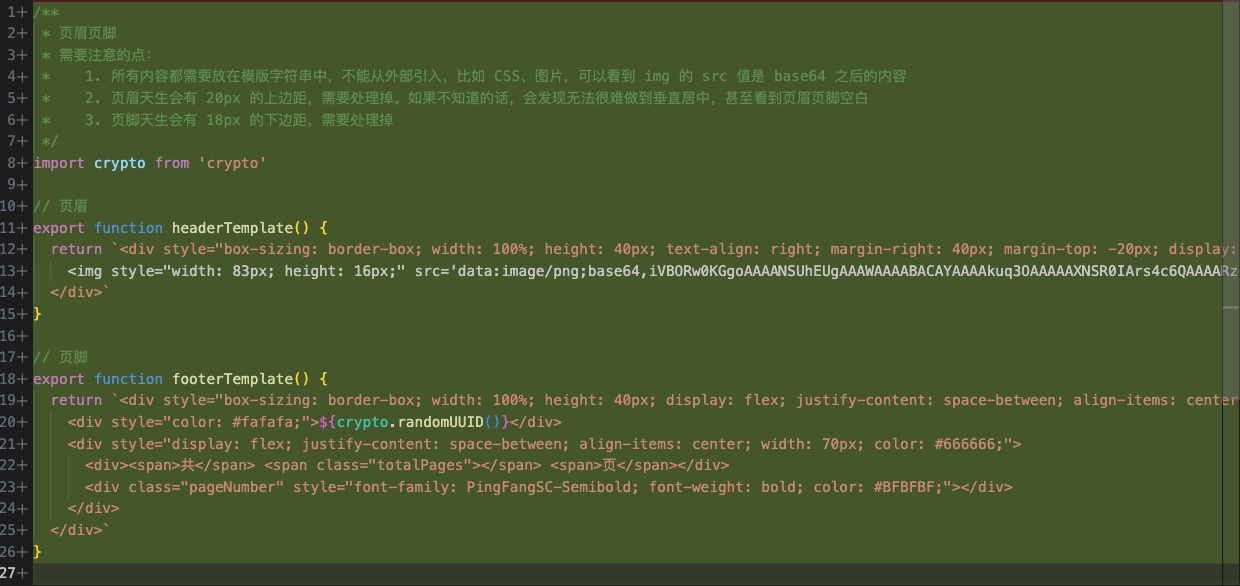 1+ /**
2+  * 页眉页脚
3+  * 需要注意的点：
4+  *    1. 所有内容都需要放在模版字符串中，不能从外部引入，比如 CSS、图片，可以看到 img 的 src 值是 base64 之后的内容
5+  *    2. 页眉天生会有 20px 的上边距，需要处理掉。如果不知道的话，会发现无法很难做到垂直居中，甚至看到页眉页脚空白
6+  *    3. 页脚天生会有 18px 的下边距，需要处理掉
7+  */
8+ import crypto from 'crypto'
9+
10+ // 页眉
11+ export function headerTemplate() {
12+   return `<div style="box-sizing: border-box; width: 100%; height: 40px; text-align: right; margin-right: 40px; margin-top: -20px; display:
13+     <img style="width: 83px; height: 16px;" src='data:image/png;base64,iVBORw0KGgoAAAANSUhEUgAAAWAAAABACAYAAAAkuq3OAAAAAXNSR0IArs4c6QAAAARz
14+   </div>`
15+ }
16+
17+ // 页脚
18+ export function footerTemplate() {
19+   return `<div style="box-sizing: border-box; width: 100%; height: 40px; display: flex; justify-content: space-between; align-items: center
20+     <div style="color: #fafafa;">${crypto.randomUUID()}</div>
21+     <div style="display: flex; justify-content: space-between; align-items: center; width: 70px; color: #666666;">
22+       <div><span>共</span> <span class="totalPages"></span> <span>页</span></div>
23+       <div class="pageNumber" style="font-family: PingFangSC-Semibold; font-weight: bold; color: #BFBFBF;"></div>
24+     </div>
25+   </div>`
26+ }
27+